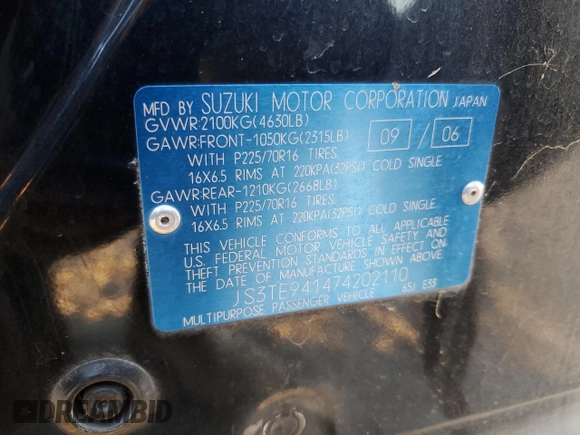 MFD BY SUZUKI MOTOR CORPORATION JAPAN
GVWR:2100KG(4630LB)
GAWR:FRONT-1050KG(2315LB) 09 / 06
WITH P225/70R16 TIRES
16X6.5 RIMS AT 220KPA(32PSI) COLD SINGLE
GAWR:REAR-1210KG(2668LB)
WITH P225/70R16 TIRES
16X6.5 RIMS AT 220KPA(32PSI) COLD SINGLE
THIS VEHICLE CONFORMS TO ALL APPLICABLE
U.S. FEDERAL MOTOR VEHICLE SAFETY AND
THEFT PREVENTION STANDARDS IN EFFECT ON
THE DATE OF MANUFACTURE SHOWN ABOVE.
JS3TE941474202110
MULTIPURPOSE PASSENGER VEHICLE 65J
DREAMBID